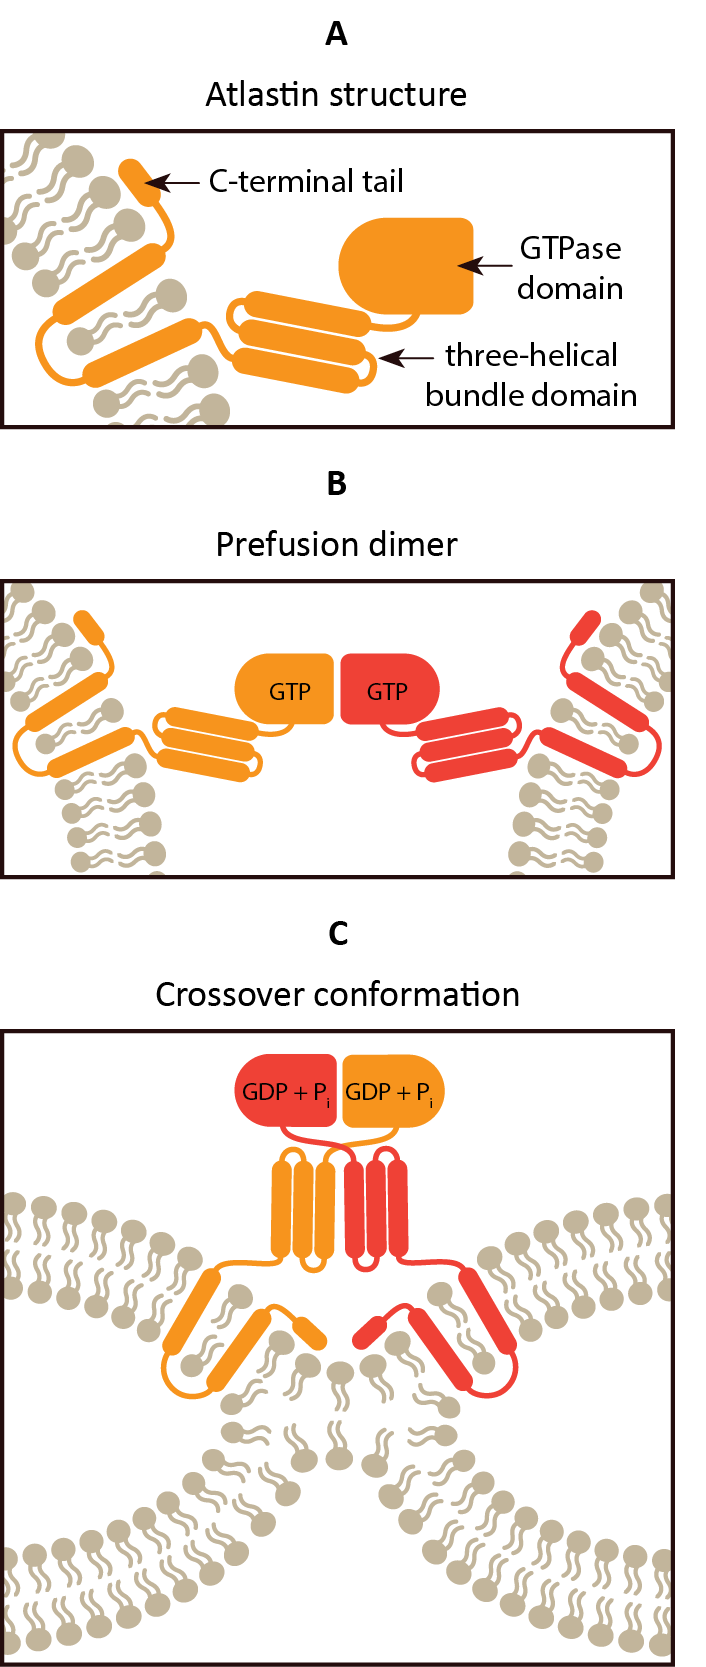 A
Atlastin structure
C-terminal tail
GTPase
domain
three-helical
bundle domain
B
Prefusion dimer
GTP
GTP
C
Crossover conformation
GDP + Pi
GDP + Pi